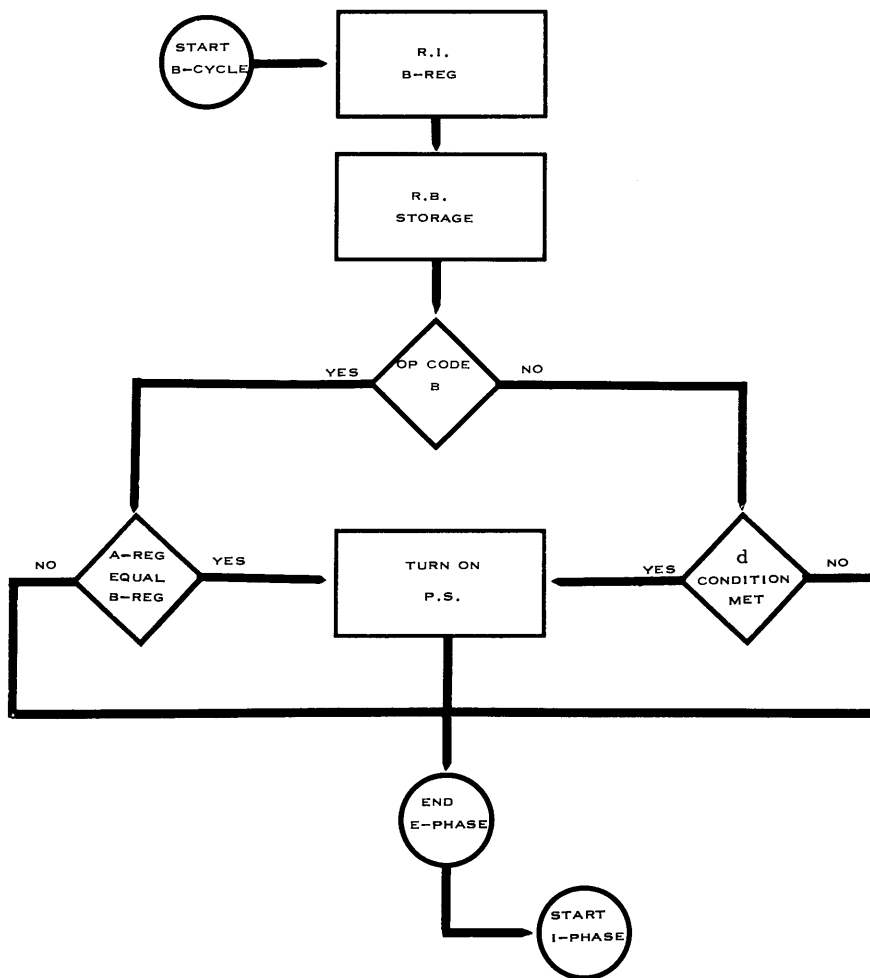 START
B-CYCLE
R.I.
B-REG
R.B.
STORAGE
OP CODE
B
YES
NO
A-REG
EQUAL
B-REG
NO
YES
TURN ON
P.S.
d
CONDITION
MET
YES
NO
END
E-PHASE
START
I-PHASE